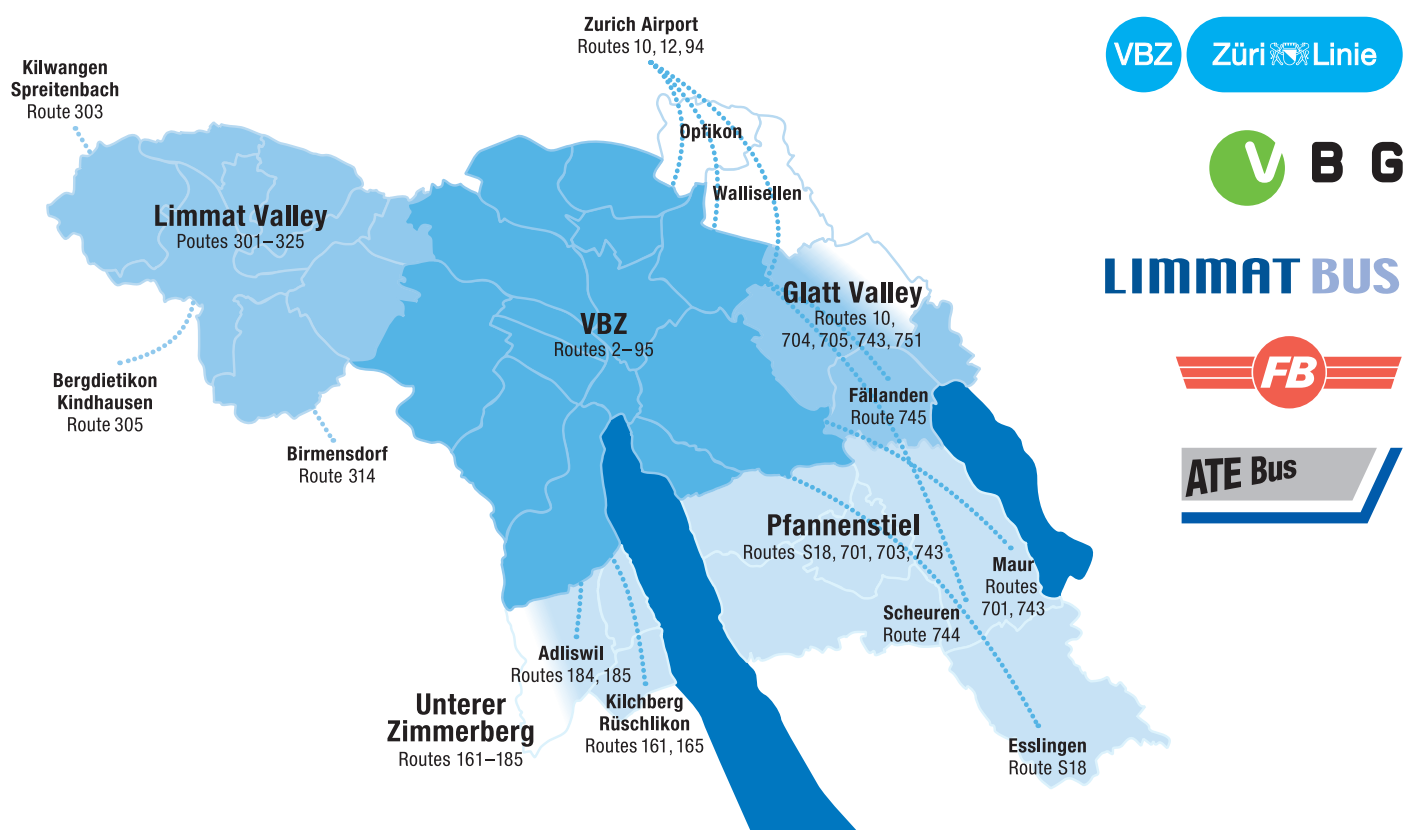 Zurich Airport
Routes 10, 12, 94
Kilwangen
Spreitenbach
Route 303
Opfikon
Wallisellen
Limmat Valley
Poutes 301–325
Glatt Valley
Routes 10,
704, 705, 743, 751
VBZ
Routes 2–95
Bergdietikon
Kindhausen
Route 305
Fällanden
Route 745
Birmensdorf
Route 314
Pfannenstiel
Routes S18, 701, 703, 743
Maur
Routes
701, 743
Scheuren
Route 744
Adliswil
Routes 184, 185
Unterer
Zimmerberg
Routes 161–185
Kilchberg
Rüschlikon
Routes 161, 165
Esslingen
Route S18
VBZ Züri Linie
V B G
LIMMAT BUS
FB
ATE Bus